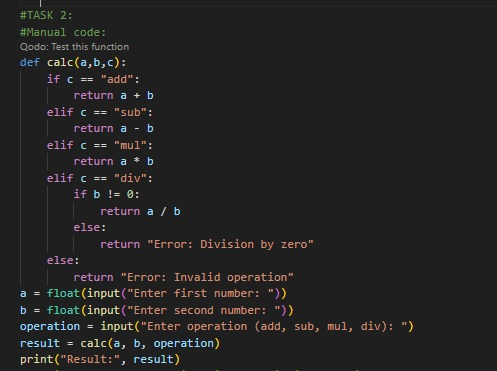 #TASK 2:
#Manual code:
Qodo: Test this function
def calc(a,b,c):
    if c == "add":
        return a + b
    elif c == "sub":
        return a - b
    elif c == "mul":
        return a * b
    elif c == "div":
        if b != 0:
            return a / b
        else:
            return "Error: Division by zero"
    else:
        return "Error: Invalid operation"
a = float(input("Enter first number: "))
b = float(input("Enter second number: "))
operation = input("Enter operation (add, sub, mul, div): ")
result = calc(a, b, operation)
print("Result:", result)